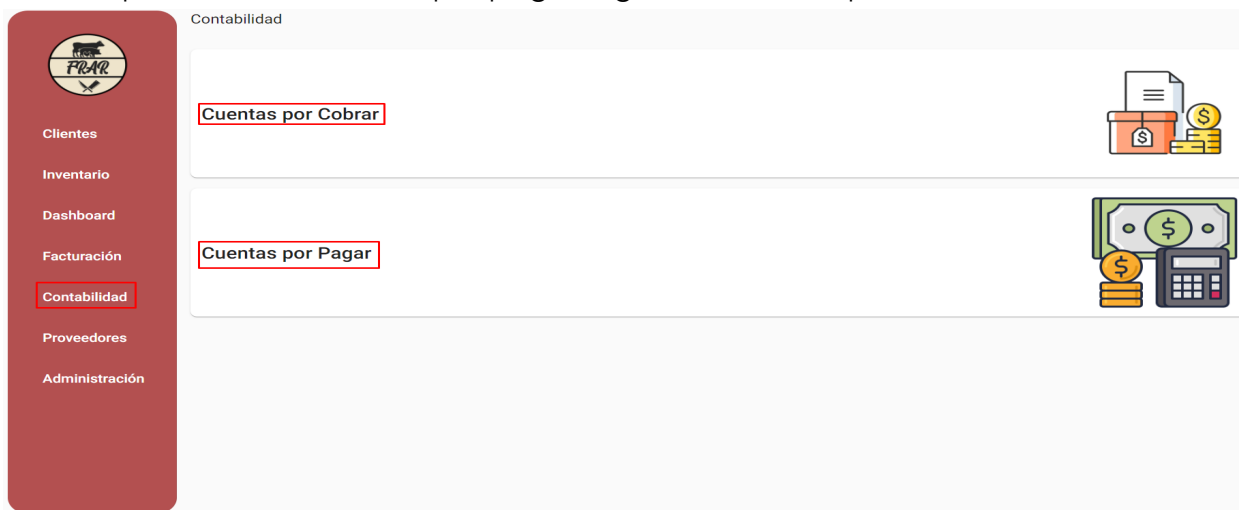 Contabilidad
FRAR
Clientes
Inventario
Dashboard
Facturación
Contabilidad
Proveedores
Administración
Cuentas por Cobrar
$
$
Cuentas por Pagar
$
$